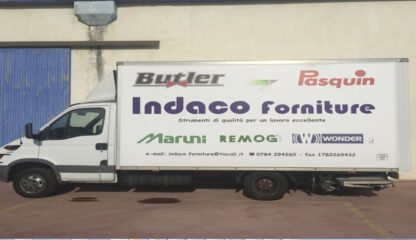 Butler
Pasquin
Indaco Forniture
Strumenti di qualità per un lavoro eccellente
Maruni REMOG WONDER
e-mail: indaco.forniture@tiscali.it 0784 294260 - fax 1782269432